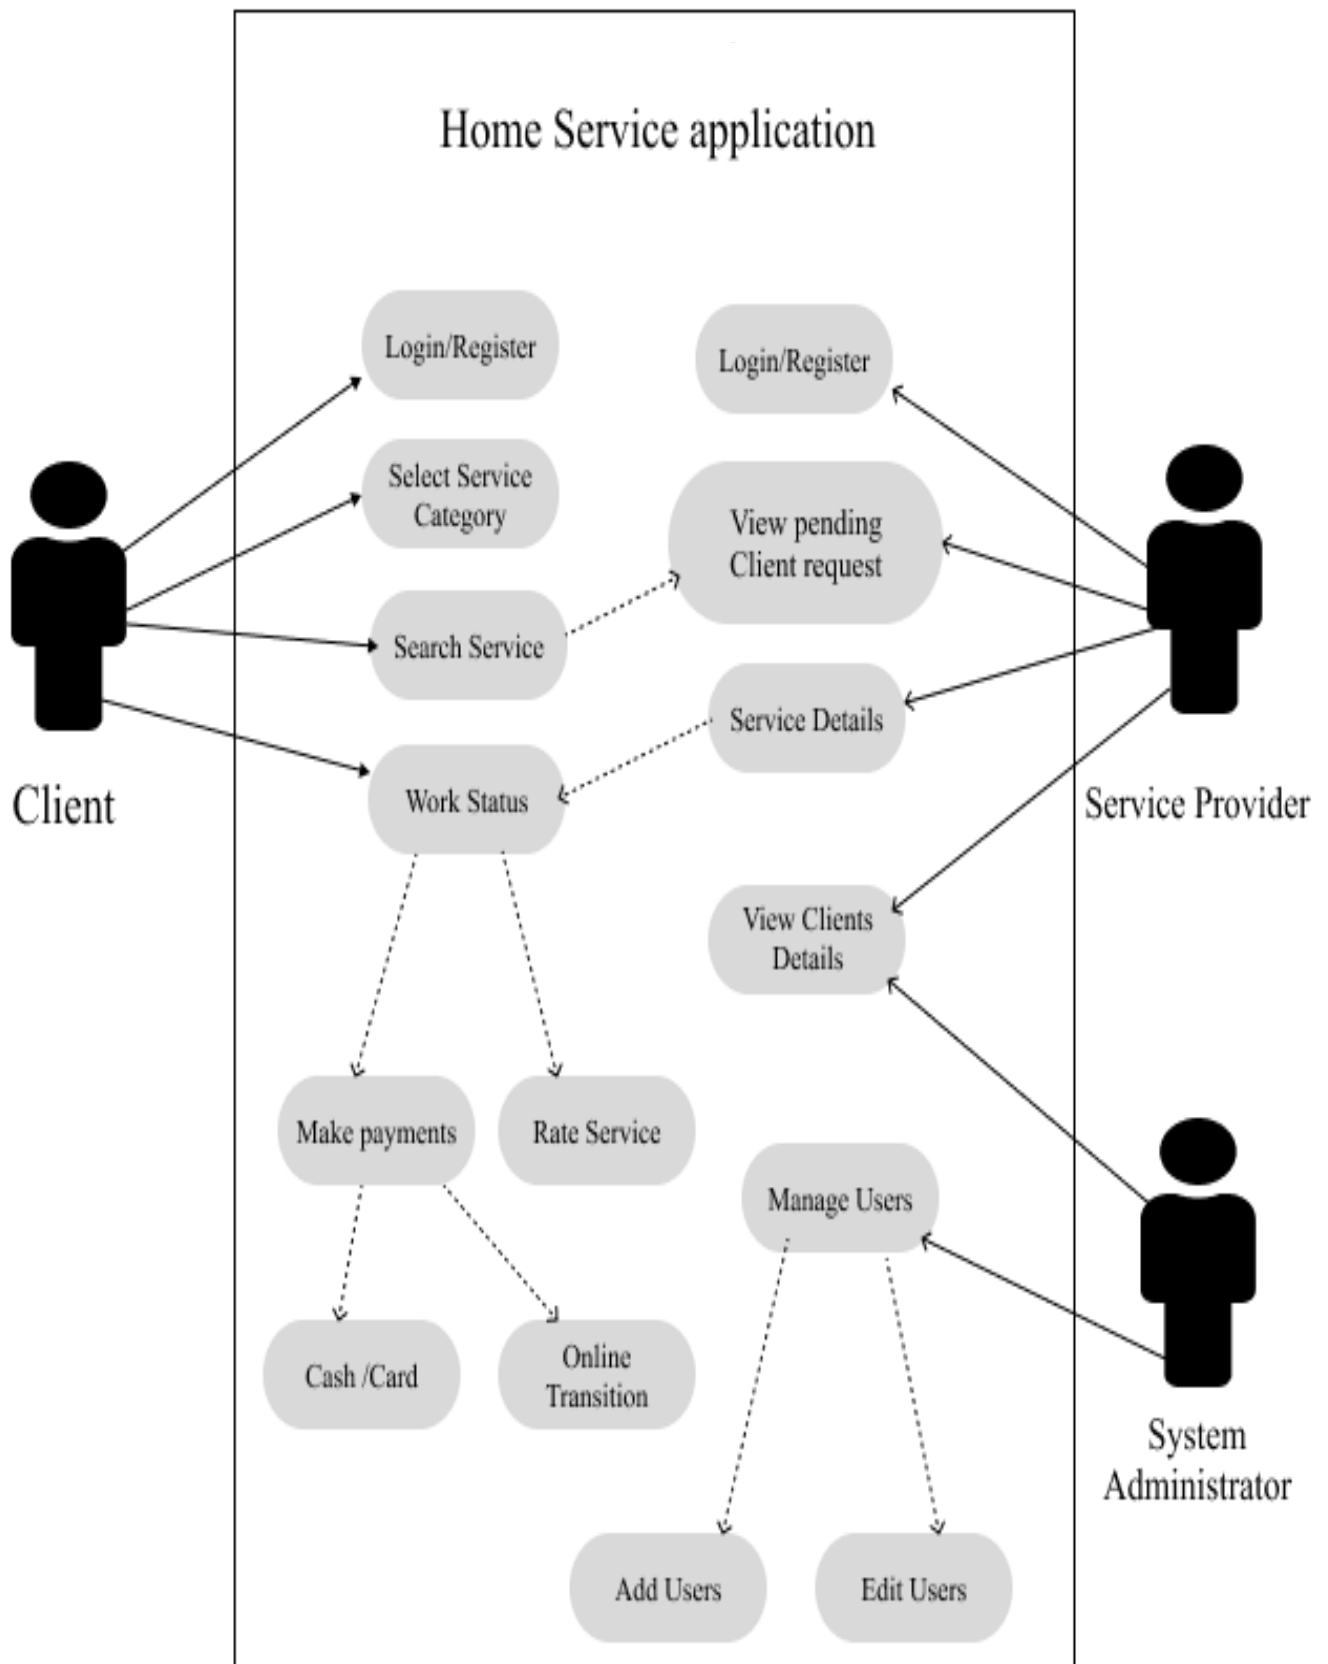 Home Service application
Login/Register
Login/Register
Select Service
Category
View pending
Client request
Search Service
Service Details
Work Status
Client
Service Provider
View Clients
Details
Make payments
Rate Service
Manage Users
Cash /Card
Online
Transition
System
Administrator
Add Users
Edit Users